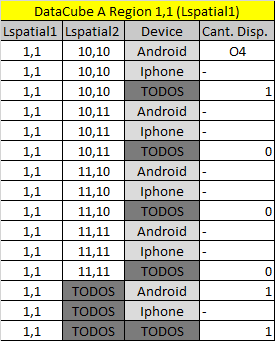 DataCube A Region 1,1 (Lspatial1)
Lspatial1 Lspatial2 Device Cant. Disp.
1,1 10,10 Android O4
1,1 10,10 Iphone -
1,1 10,10 TODOS 1
1,1 10,11 Android -
1,1 10,11 Iphone -
1,1 10,11 TODOS 0
1,1 11,10 Android -
1,1 11,10 Iphone -
1,1 11,10 TODOS 0
1,1 11,11 Android -
1,1 11,11 Iphone -
1,1 11,11 TODOS 0
1,1 TODOS Android 1
1,1 TODOS Iphone -
1,1 TODOS TODOS 1